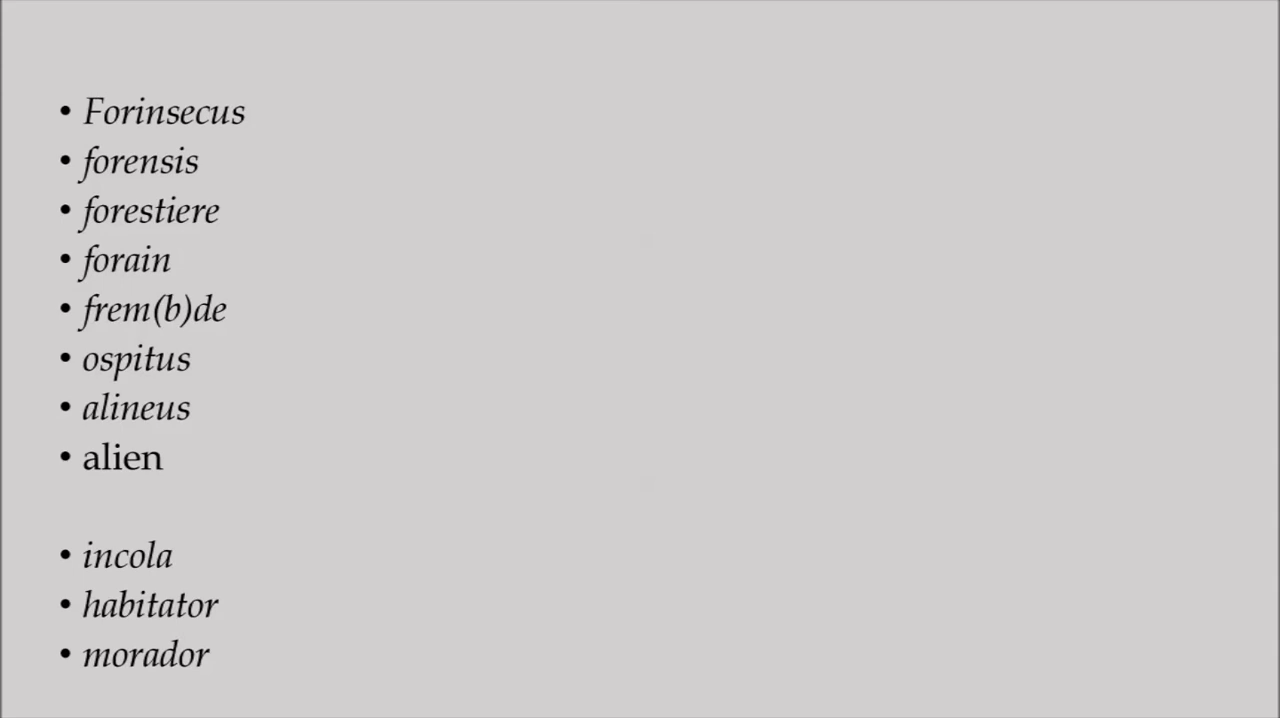 • Forinsecus
• forensis
• forestiere
• forain
• frem(b)de
• ospitus
• alineus
• alien
• incola
• habitator
• morador